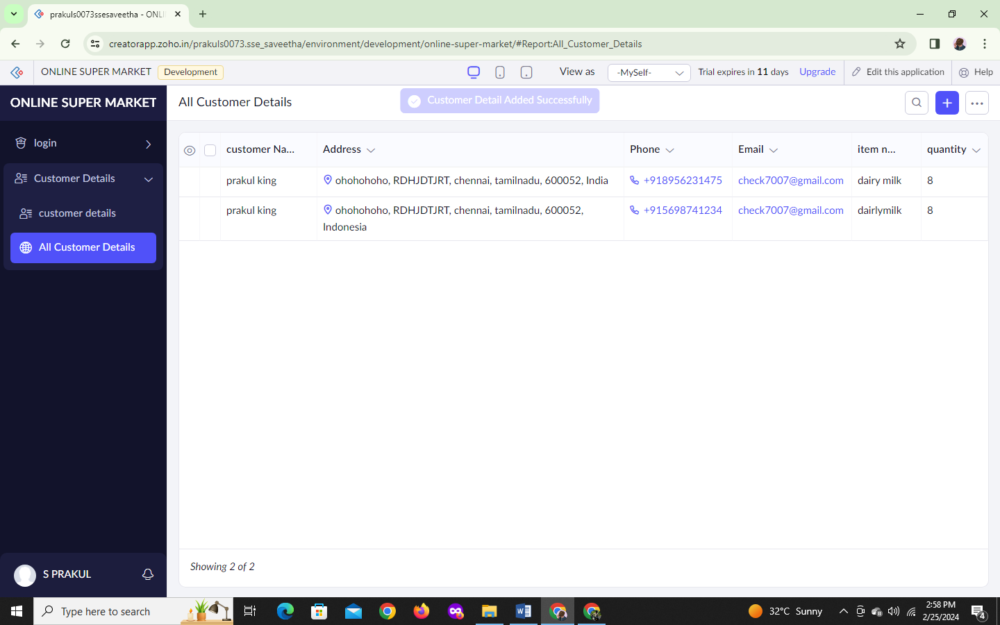 prakuls0073ssesaveetha - ONLI
creatorapp.zoho.in/prakuls0073.sse_saveetha/environment/development/online-super-market/#Report:All_Customer_Details
ONLINE SUPER MARKET Development View as -MySelf- Trial expires in 11 days Upgrade Edit this application Help
ONLINE SUPER MARKET
All Customer Details
Customer Detail Added Successfully
login
Customer Details
customer details
All Customer Details
customer Na... Address Phone Email item n... quantity
prakul king ohohohoho, RDHJDTJRT, chennai, tamilnadu, 600052, India +918956231475 check7007@gmail.com dairy milk 8
prakul king ohohohoho, RDHJDTJRT, chennai, tamilnadu, 600052, +915698741234 check7007@gmail.com dairlymilk 8
Indonesia
Showing 2 of 2
S PRAKUL
Type here to search
32°C Sunny
2:58 PM
2/25/2024
4